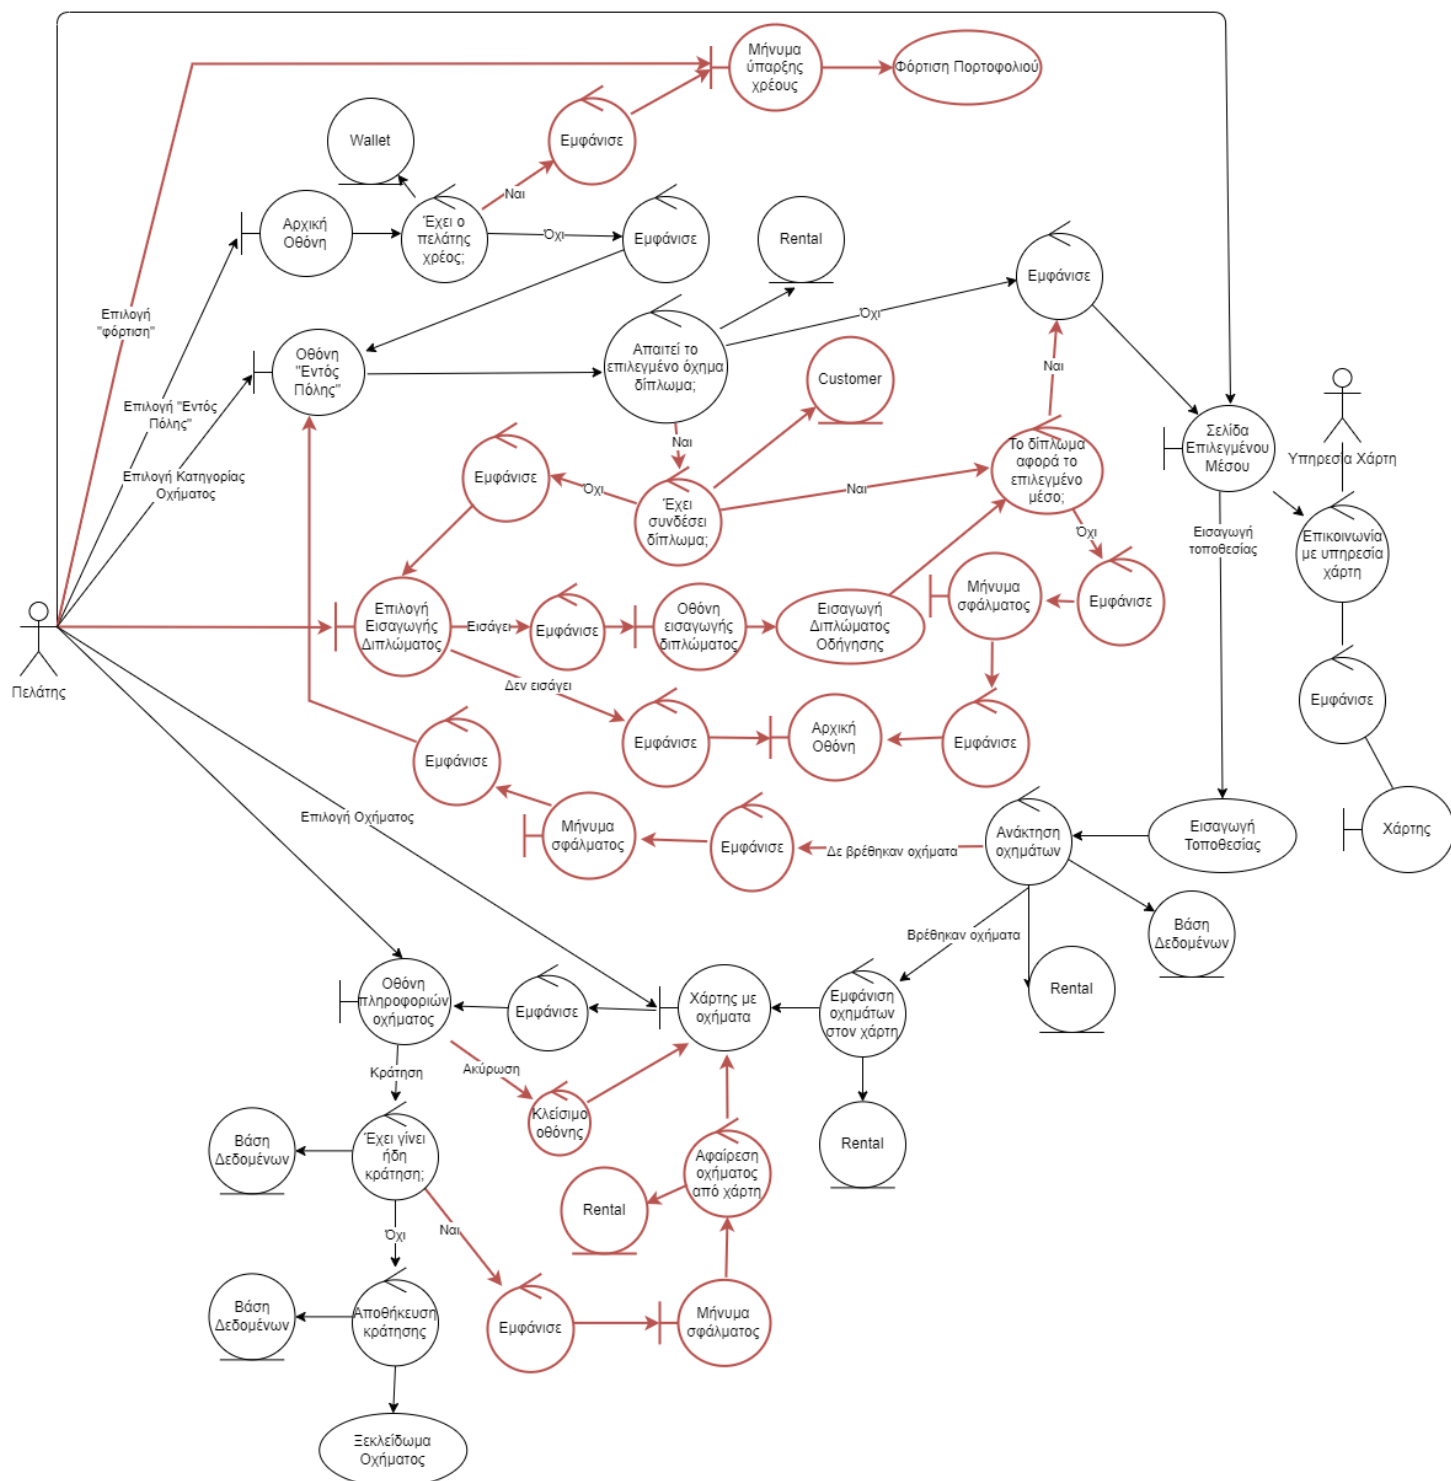 Μήνυμα
ύπαρξης
χρέους
Φόρτιση Πορτοφολιού
Wallet
Εμφάνισε
Ναι
Αρχική
Οθόνη
Έχει ο
πελάτης
χρέος;
Όχι
Εμφάνισε
Rental
Εμφάνισε
Επιλογή
"φόρτιση"
Όχι
Οθόνη
"Εντός
Πόλης"
Απαιτεί το
επιλεγμένο όχημα
δίπλωμα;
Ναι
Customer
Επιλογή "Εντός
Πόλης"
Ναι
Σελίδα
Επιλεγμένου
Μέσου
Υπηρεσία Χάρτη
Επιλογή Κατηγορίας
Οχήματος
Εμφάνισε
Όχι
Έχει
συνδέσει
δίπλωμα;
Ναι
Το δίπλωμα
αφορά το
επιλεγμένο
μέσο;
Όχι
Εισαγωγή
τοποθεσίας
Επικοινωνία
με υπηρεσία
χάρτη
Πελάτης
Επιλογή
Εισαγωγής
Διπλώματος
Εισάγει
Εμφάνισε
Οθόνη
εισαγωγής
διπλώματος
Εισαγωγή
Διπλώματος
Οδήγησης
Μήνυμα
σφάλματος
Εμφάνισε
Δεν εισάγει
Εμφάνισε
Αρχική
Οθόνη
Εμφάνισε
Εμφάνισε
Εμφάνισε
Επιλογή Οχήματος
Μήνυμα
σφάλματος
Εμφάνισε
Δε βρέθηκαν οχήματα
Ανάκτηση
οχημάτων
Εισαγωγή
Τοποθεσίας
Χάρτης
Βρέθηκαν οχήματα
Βάση
Δεδομένων
Rental
Οθόνη
πληροφοριών
οχήματος
Εμφάνισε
Χάρτης με
οχήματα
Εμφάνιση
οχημάτων
στον χάρτη
Κράτηση
Ακύρωση
Κλείσιμο
οθόνης
Rental
Βάση
Δεδομένων
Έχει γίνει
ήδη
κράτηση;
Αφαίρεση
οχήματος
από χάρτη
Rental
Όχι
Ναι
Βάση
Δεδομένων
Αποθήκευση
κράτησης
Εμφάνισε
Μήνυμα
σφάλματος
Ξεκλείδωμα
Οχήματος